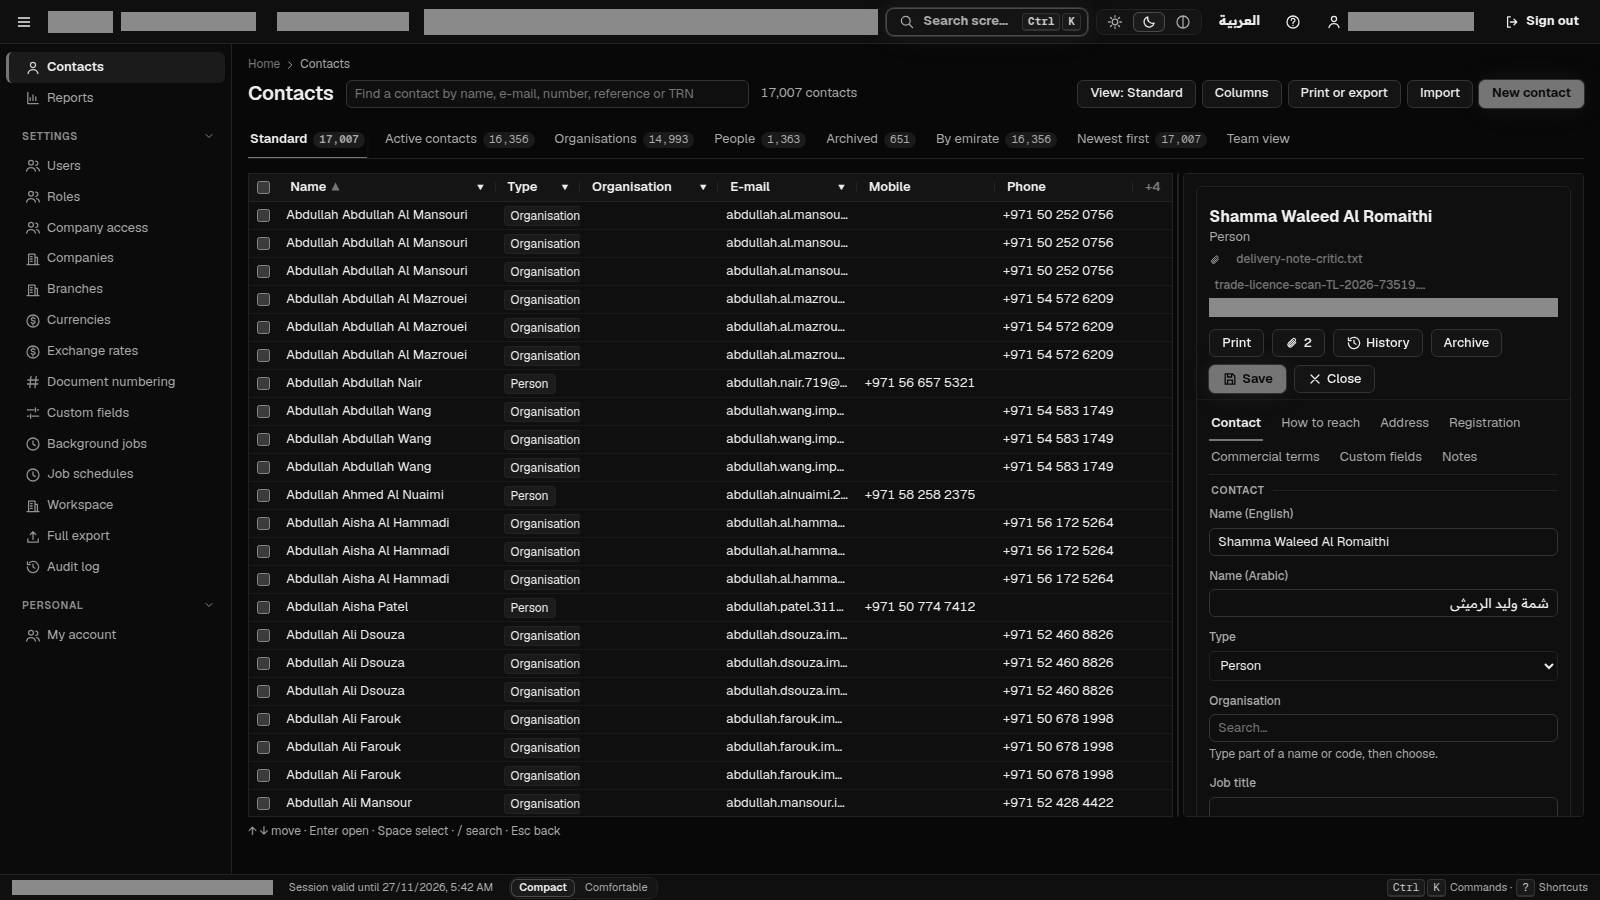 Search scre... Ctrl K العربية Sign out
Contacts
Reports
SETTINGS
Users
Roles
Company access
Companies
Branches
Currencies
Exchange rates
Document numbering
Custom fields
Background jobs
Job schedules
Workspace
Full export
Audit log
PERSONAL
My account
Home > Contacts
Contacts Find a contact by name, e-mail, number, reference or TRN 17,007 contacts View: Standard Columns Print or export Import New contact
Standard 17,007 Active contacts 16,356 Organisations 14,993 People 1,363 Archived 651 By emirate 16,356 Newest first 17,007 Team view
Name ▲ ▼ Type ▼ Organisation ▼ E-mail ▼ Mobile Phone +4
Abdullah Abdullah Al Mansouri Organisation abdullah.al.mansou... +971 50 252 0756
Abdullah Abdullah Al Mansouri Organisation abdullah.al.mansou... +971 50 252 0756
Abdullah Abdullah Al Mansouri Organisation abdullah.al.mansou... +971 50 252 0756
Abdullah Abdullah Al Mazrouei Organisation abdullah.al.mazrou... +971 54 572 6209
Abdullah Abdullah Al Mazrouei Organisation abdullah.al.mazrou... +971 54 572 6209
Abdullah Abdullah Al Mazrouei Organisation abdullah.al.mazrou... +971 54 572 6209
Abdullah Abdullah Nair Person abdullah.nair.719@... +971 56 657 5321
Abdullah Abdullah Wang Organisation abdullah.wang.imp... +971 54 583 1749
Abdullah Abdullah Wang Organisation abdullah.wang.imp... +971 54 583 1749
Abdullah Abdullah Wang Organisation abdullah.wang.imp... +971 54 583 1749
Abdullah Ahmed Al Nuaimi Person abdullah.alnuaimi.2... +971 58 258 2375
Abdullah Aisha Al Hammadi Organisation abdullah.al.hamma... +971 56 172 5264
Abdullah Aisha Al Hammadi Organisation abdullah.al.hamma... +971 56 172 5264
Abdullah Aisha Al Hammadi Organisation abdullah.al.hamma... +971 56 172 5264
Abdullah Aisha Patel Person abdullah.patel.311... +971 50 774 7412
Abdullah Ali Dsouza Organisation abdullah.dsouza.im... +971 52 460 8826
Abdullah Ali Dsouza Organisation abdullah.dsouza.im... +971 52 460 8826
Abdullah Ali Dsouza Organisation abdullah.dsouza.im... +971 52 460 8826
Abdullah Ali Farouk Organisation abdullah.farouk.im... +971 50 678 1998
Abdullah Ali Farouk Organisation abdullah.farouk.im... +971 50 678 1998
Abdullah Ali Farouk Organisation abdullah.farouk.im... +971 50 678 1998
Abdullah Ali Mansour Organisation abdullah.mansour.i... +971 52 428 4422
↑↓ move · Enter open · Space select · / search · Esc back
Shamma Waleed Al Romaithi
Person
delivery-note-critic.txt
trade-licence-scan-TL-2026-73519....
Print 2 History Archive
Save Close
Contact How to reach Address Registration
Commercial terms Custom fields Notes
CONTACT
Name (English)
Shamma Waleed Al Romaithi
Name (Arabic)
شمة وليد الرميثي
Type
Person
Organisation
Search...
Type part of a name or code, then choose.
Job title
Session valid until 27/11/2026, 5:42 AM Compact Comfortable Ctrl K Commands · ? Shortcuts